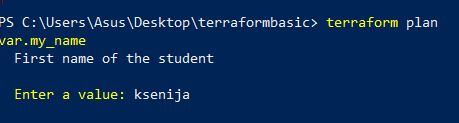 PS C:\Users\Asus\Desktop\terraformbasic> terraform plan
var.my_name
First name of the student
Enter a value: ksenija